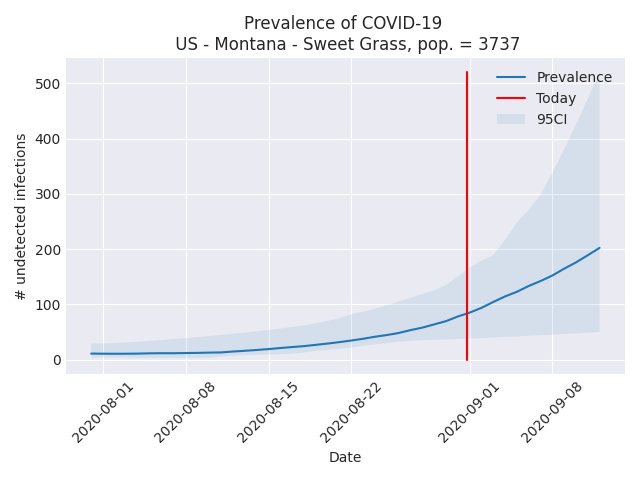 Prevalence of COVID-19
US - Montana - Sweet Grass, pop. = 3737
Prevalence
Today
95CI
# undetected infections
500
400
300
200
100
0
2020-08-01
2020-08-08
2020-08-15
2020-08-22
2020-09-01
2020-09-08
Date